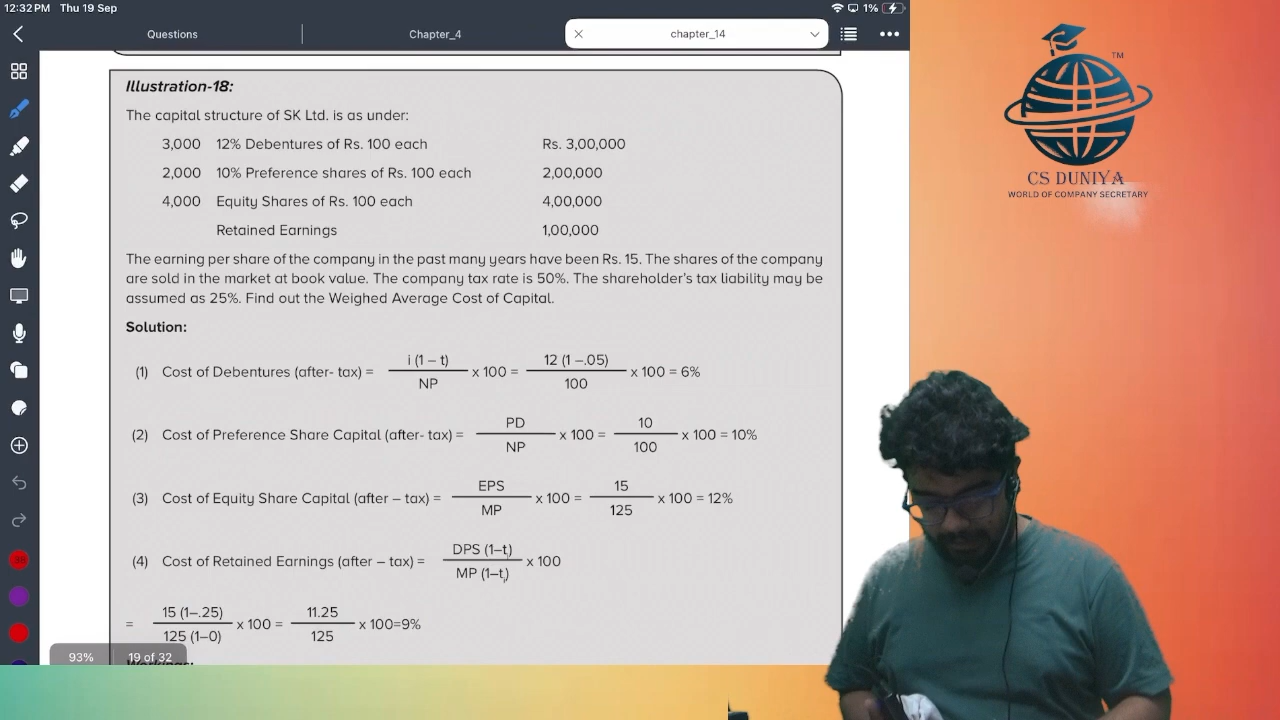 12:32 PM Thu 19 Sep
1%
Questions
Chapter_4
chapter_14
TM
CS DUNIYA
WORLD OF COMPANY SECRETARY
Illustration-18:
The capital structure of SK Ltd. is as under:
3,000 12% Debentures of Rs. 100 each Rs. 3,00,000
2,000 10% Preference shares of Rs. 100 each 2,00,000
4,000 Equity Shares of Rs. 100 each 4,00,000
Retained Earnings 1,00,000
The earning per share of the company in the past many years have been Rs. 15. The shares of the company
are sold in the market at book value. The company tax rate is 50%. The shareholder's tax liability may be
assumed as 25%. Find out the Weighed Average Cost of Capital.
Solution:
i (1 – t) 12 (1 –.05)
(1) Cost of Debentures (after- tax) = x 100 = x 100 = 6%
NP 100
PD 10
(2) Cost of Preference Share Capital (after- tax) = x 100 = x 100 = 10%
NP 100
EPS 15
(3) Cost of Equity Share Capital (after – tax) = x 100 = x 100 = 12%
MP 125
DPS (1–tᵢ)
(4) Cost of Retained Earnings (after – tax) = x 100
MP (1–tᵢ)
15 (1–.25) 11.25
= x 100 = x 100=9%
125 (1–0) 125
93% 19 of 32